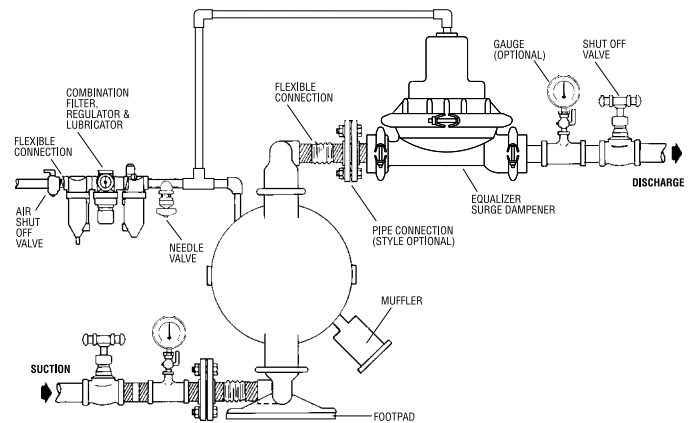 GAUGE
(OPTIONAL)
SHUT OFF
VALVE
COMBINATION
FILTER,
REGULATOR &
LUBRICATOR
FLEXIBLE
CONNECTION
FLEXIBLE
CONNECTION
DISCHARGE
EQUALIZER
SURGE DAMPENER
AIR
SHUT
OFF
VALVE
NEEDLE
VALVE
PIPE CONNECTION
(STYLE OPTIONAL)
MUFFLER
SUCTION
FOOTPAD